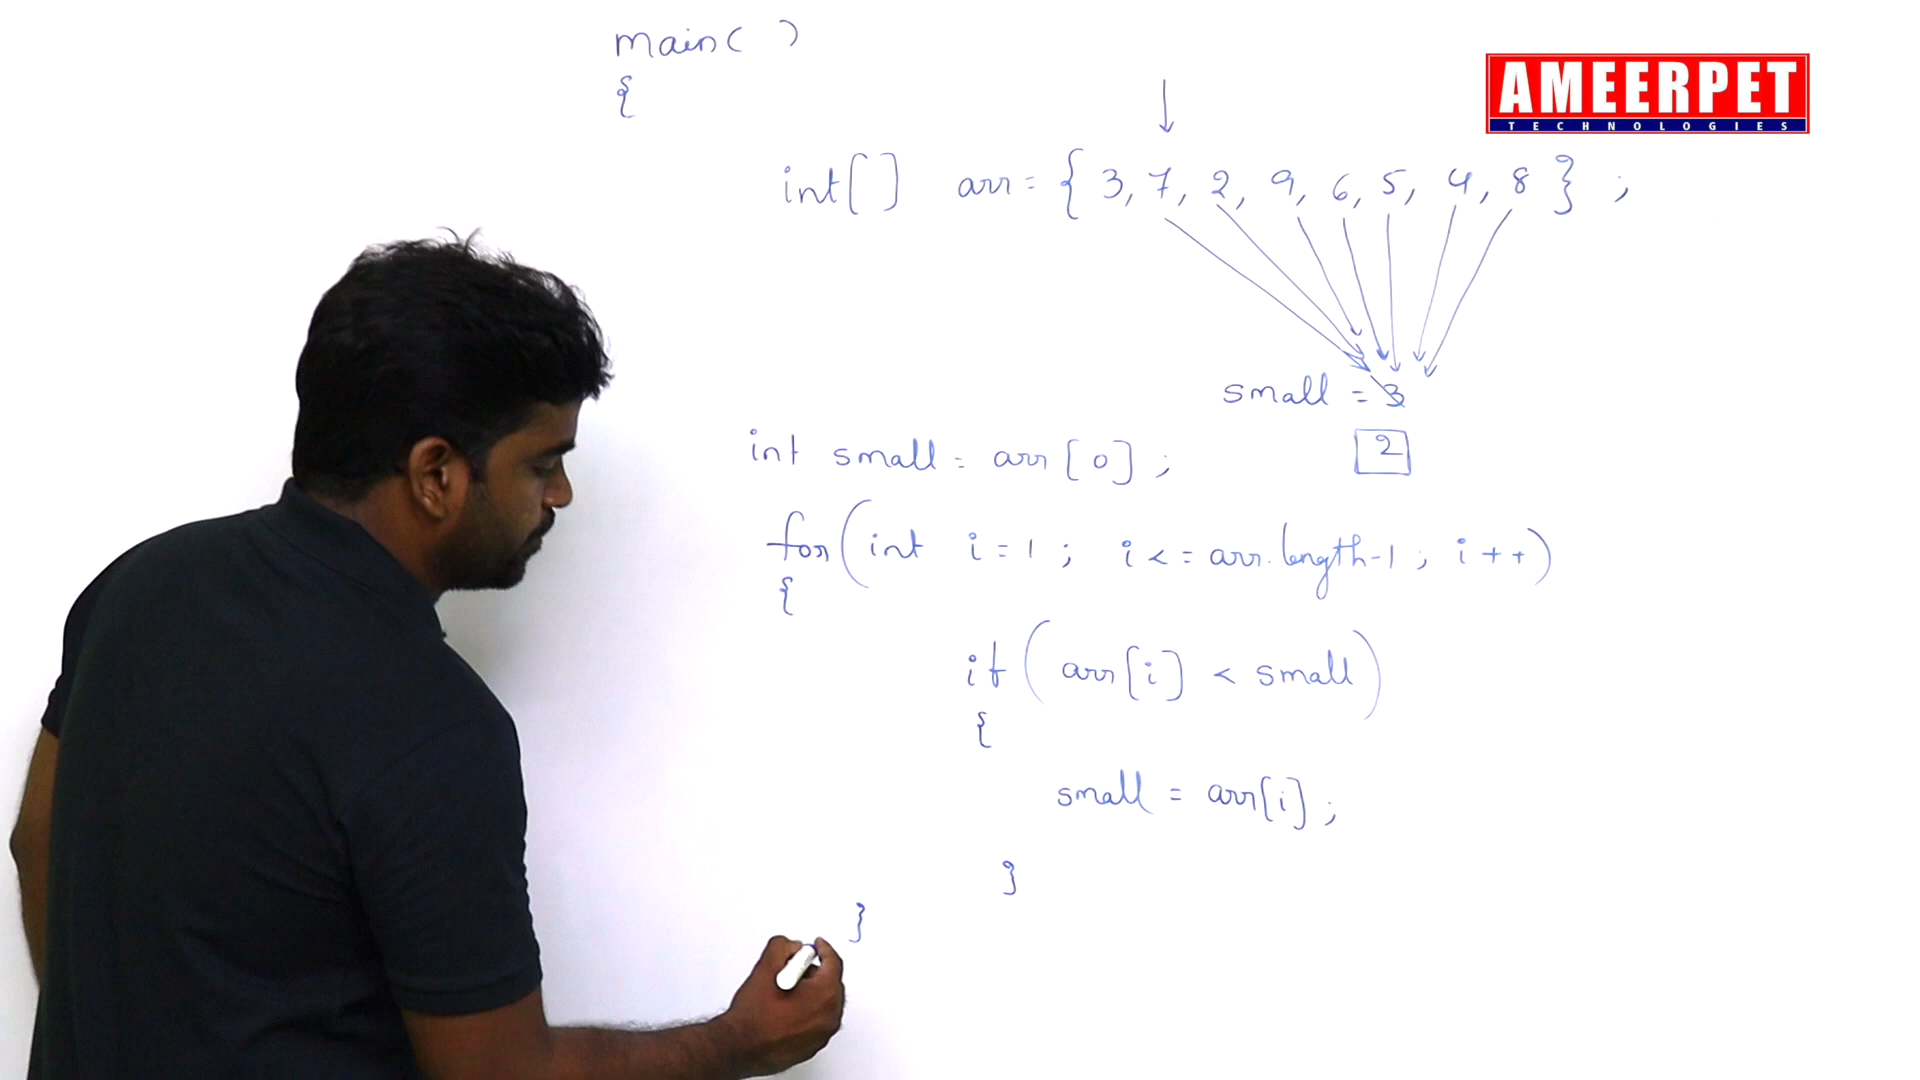 main( )
{
AMEERPET
TECHNOLOGIES
int[] arr = { 3, 7, 2, 9, 6, 5, 4, 8 } ;
small = 3
2
int small = arr[0] ;
for(int i = 1 ; i <= arr.length-1 ; i++)
{
if (arr[i] < small)
{
small = arr[i] ;
}
}